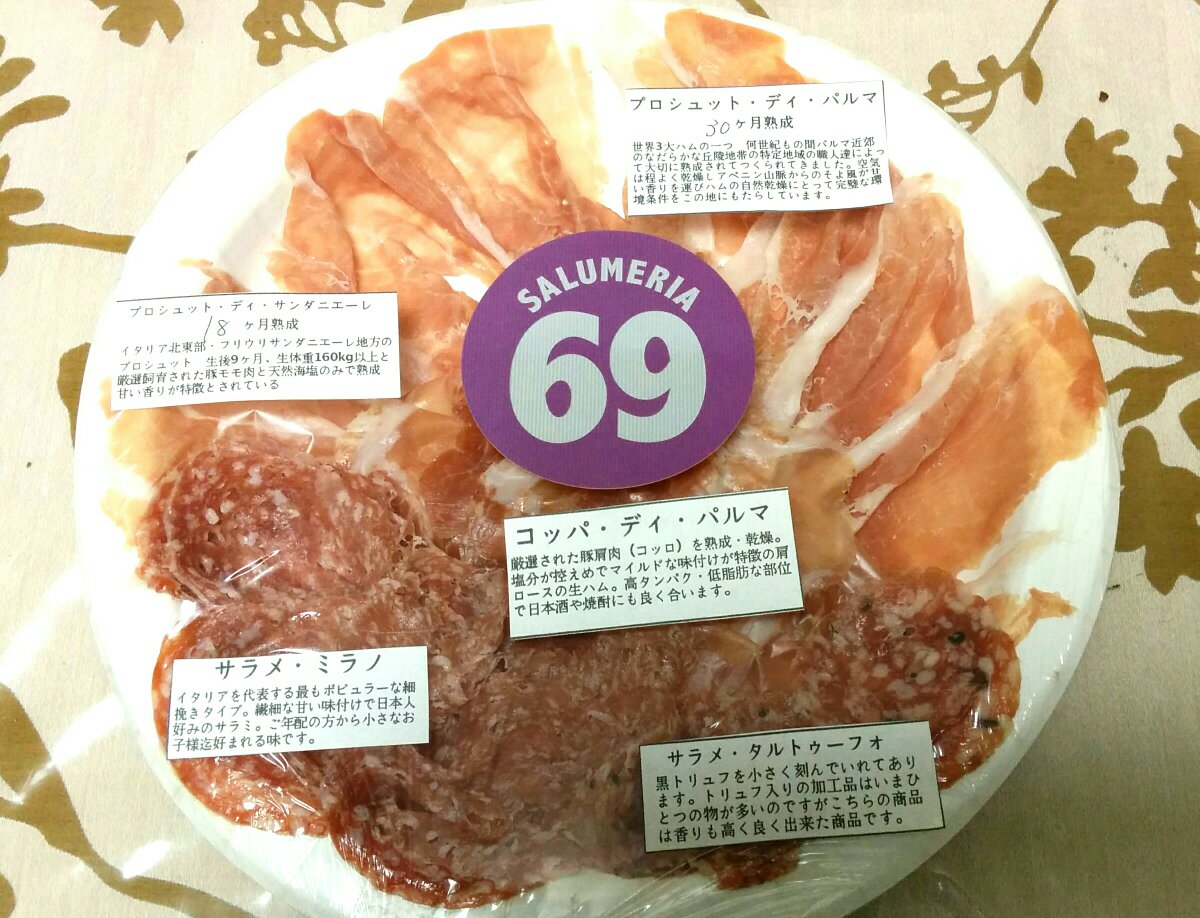 プロシュット・ディ・パルマ
30ヶ月熟成
世界3大ハムの一つ 何世紀もの間パルマ近郊
のなだらかな丘陵地帯の特定地域の職人達によっ
て大切に熟成されてつくられてきました。空気
は程よく乾燥しアペニン山脈からのそよ風が甘
い香りを運びハムの自然乾燥にとって完璧な環
境条件をこの地にもたらしています。
SALUMERIA
69
プロシュット・ディ・サンダニエーレ
18 ヶ月熟成
イタリア北東部・フリウリサンダニエーレ地方の
プロシュット 生後9ヶ月、生体重160kg以上と
厳選飼育された豚モモ肉と天然海塩のみで熟成
甘い香りが特徴とされている
コッパ・ディ・パルマ
厳選された豚肩肉（コッロ）を熟成・乾燥。
塩分が控えめでマイルドな味付けが特徴の肩
ロースの生ハム。高タンパク・低脂肪な部位
で日本酒や焼酎にも良く合います。
サラメ・ミラノ
イタリアを代表する最もポピュラーな細
挽きタイプ。繊細な甘い味付けで日本人
好みのサラミ。ご年配の方から小さなお
子様迄好まれる味です。
サラメ・タルトゥーフォ
黒トリュフを小さく刻んでいれてあり
ます。トリュフ入りの加工品はいまひ
とつの物が多いのですがこちらの商品
は香りも高く良く出来た商品です。